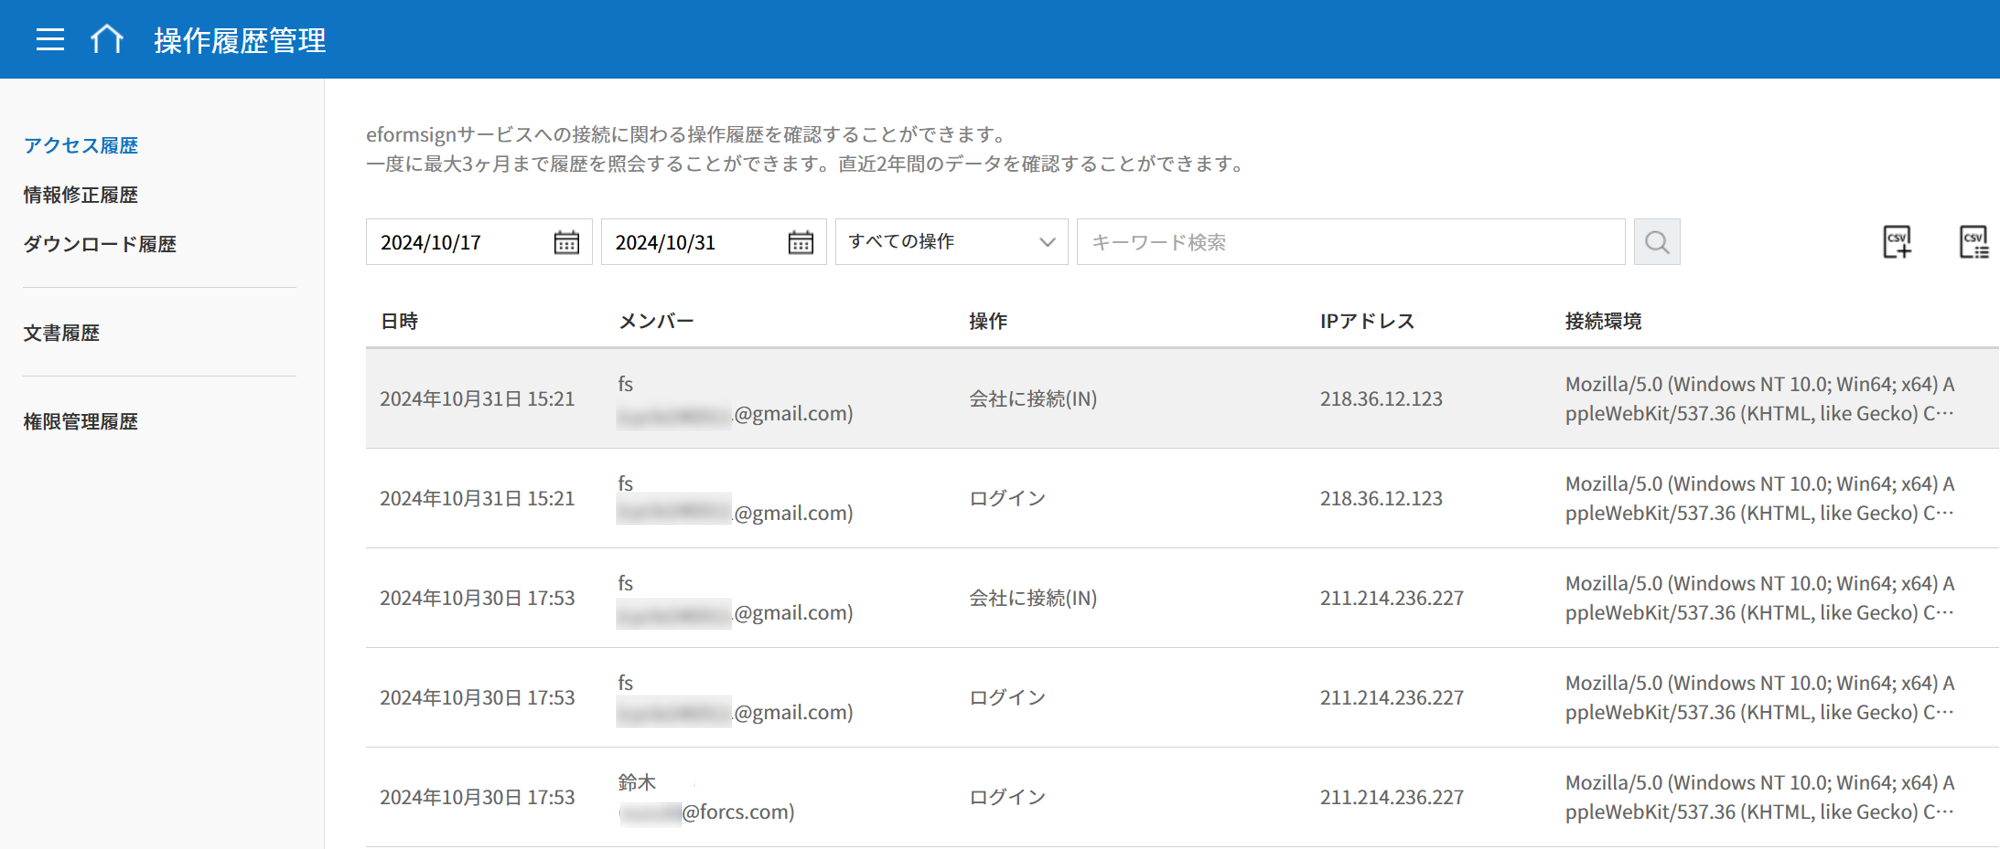 操作履歴管理
アクセス履歴
情報修正履歴
ダウンロード履歴
文書履歴
権限管理履歴
eformsignサービスへの接続に関わる操作履歴を確認することができます。
一度に最大3ヶ月まで履歴を照会することができます。直近2年間のデータを確認することができます。
2024/10/17 2024/10/31 すべての操作 キーワード検索 CSV CSV
日時 メンバー 操作 IPアドレス 接続環境
2024年10月31日 15:21 fs 会社に接続(IN) 218.36.12.123 Mozilla/5.0 (Windows NT 10.0; Win64; x64) A
@gmail.com) ppleWebKit/537.36 (KHTML, like Gecko) C…
2024年10月31日 15:21 fs ログイン 218.36.12.123 Mozilla/5.0 (Windows NT 10.0; Win64; x64) A
@gmail.com) ppleWebKit/537.36 (KHTML, like Gecko) C…
2024年10月30日 17:53 fs 会社に接続(IN) 211.214.236.227 Mozilla/5.0 (Windows NT 10.0; Win64; x64) A
@gmail.com) ppleWebKit/537.36 (KHTML, like Gecko) C…
2024年10月30日 17:53 fs ログイン 211.214.236.227 Mozilla/5.0 (Windows NT 10.0; Win64; x64) A
@gmail.com) ppleWebKit/537.36 (KHTML, like Gecko) C…
2024年10月30日 17:53 鈴木 ログイン 211.214.236.227 Mozilla/5.0 (Windows NT 10.0; Win64; x64) A
@forcs.com) ppleWebKit/537.36 (KHTML, like Gecko) C…